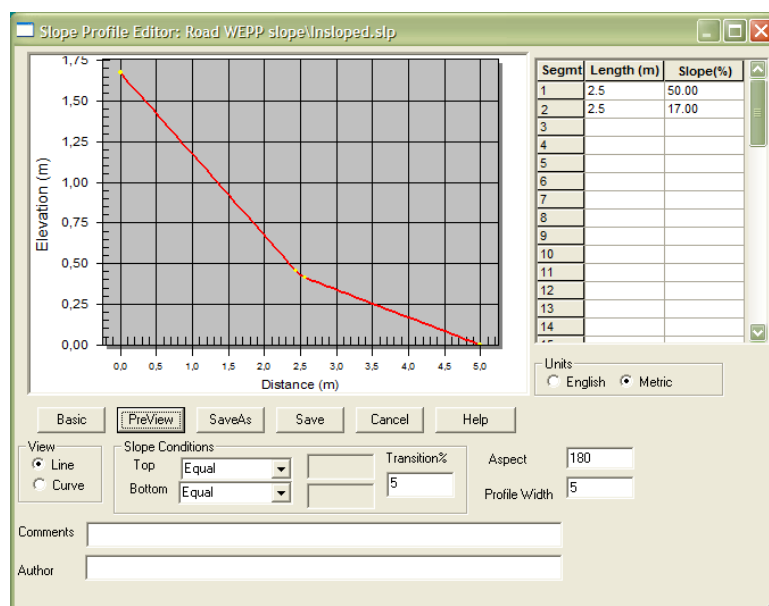 Slope Profile Editor: Road WEPP slope\Insloped.slp
1,75
1,50
1,25
1,00
0,75
0,50
0,25
0,00
Elevation (m)
0,0 0,5 1,0 1,5 2,0 2,5 3,0 3,5 4,0 4,5 5,0
Distance (m)
Segmt Length (m) Slope(%)
1 2.5 50.00
2 2.5 17.00
3
4
5
6
7
8
9
10
11
12
13
14
Units
English Metric
Basic PreView SaveAs Save Cancel Help
View
Line
Curve
Slope Conditions
Top Equal
Bottom Equal
Transition%
5
Aspect 180
Profile Width 5
Comments
Author